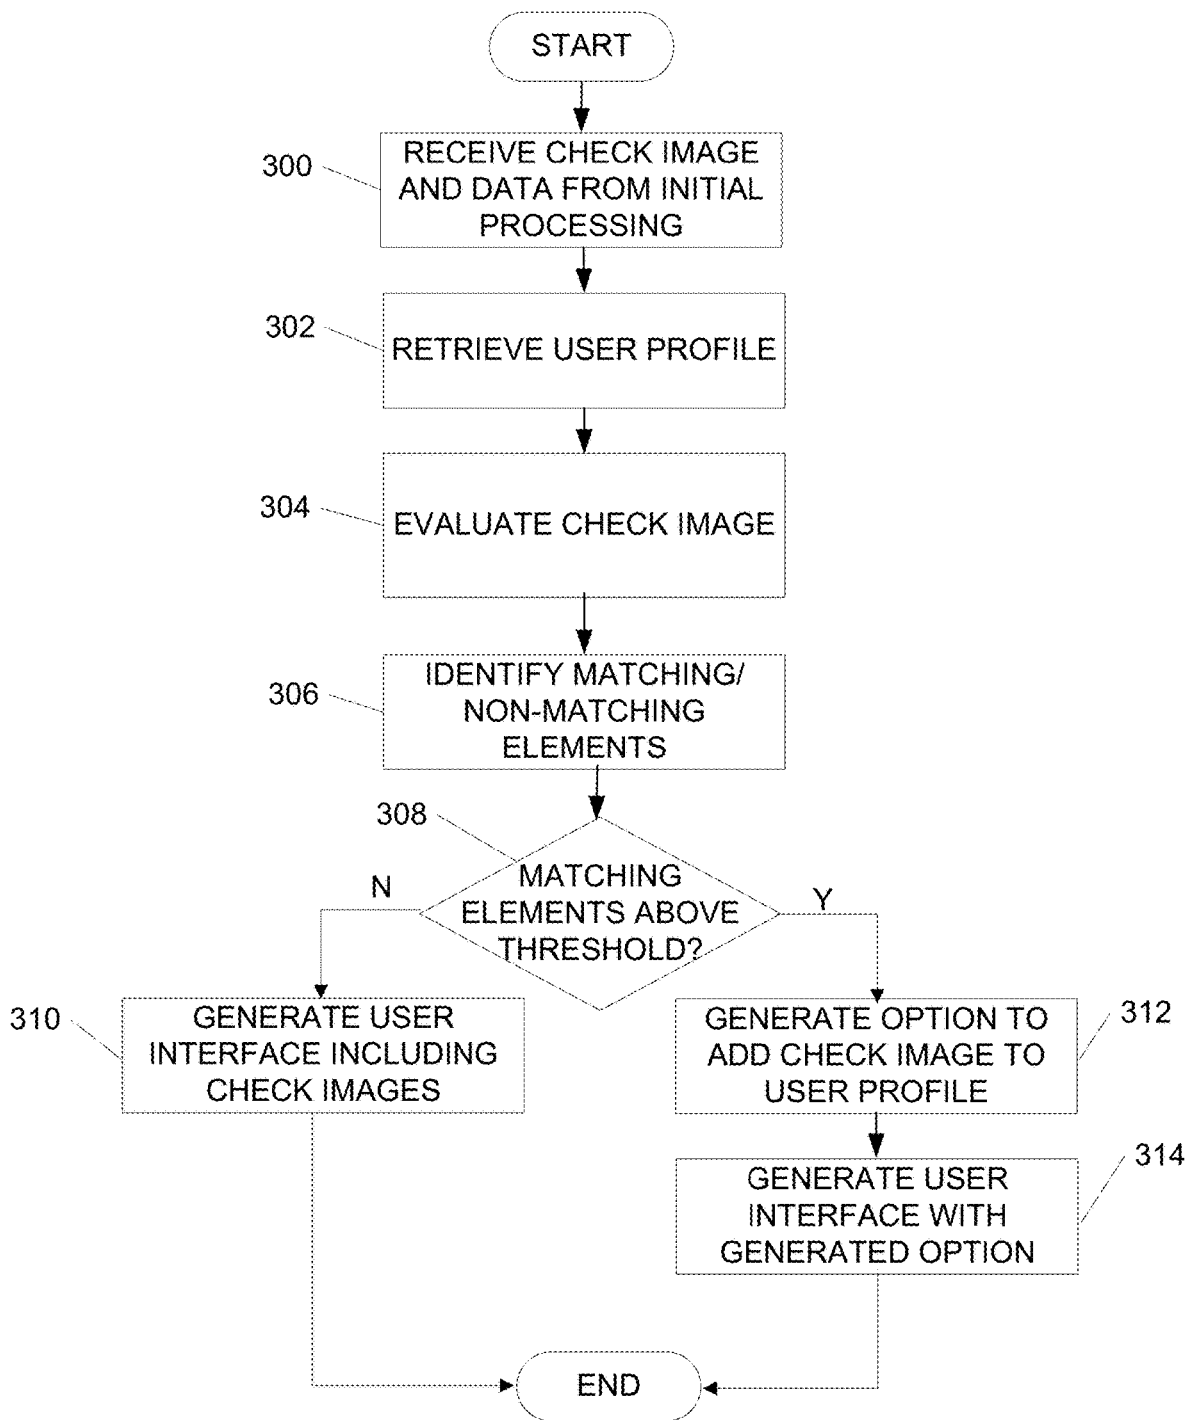 START
300
RECEIVE CHECK IMAGE
AND DATA FROM INITIAL
PROCESSING
302
RETRIEVE USER PROFILE
304
EVALUATE CHECK IMAGE
306
IDENTIFY MATCHING/
NON-MATCHING
ELEMENTS
308
MATCHING
ELEMENTS ABOVE
THRESHOLD?
N
Y
310
GENERATE USER
INTERFACE INCLUDING
CHECK IMAGES
312
GENERATE OPTION TO
ADD CHECK IMAGE TO
USER PROFILE
314
GENERATE USER
INTERFACE WITH
GENERATED OPTION
END